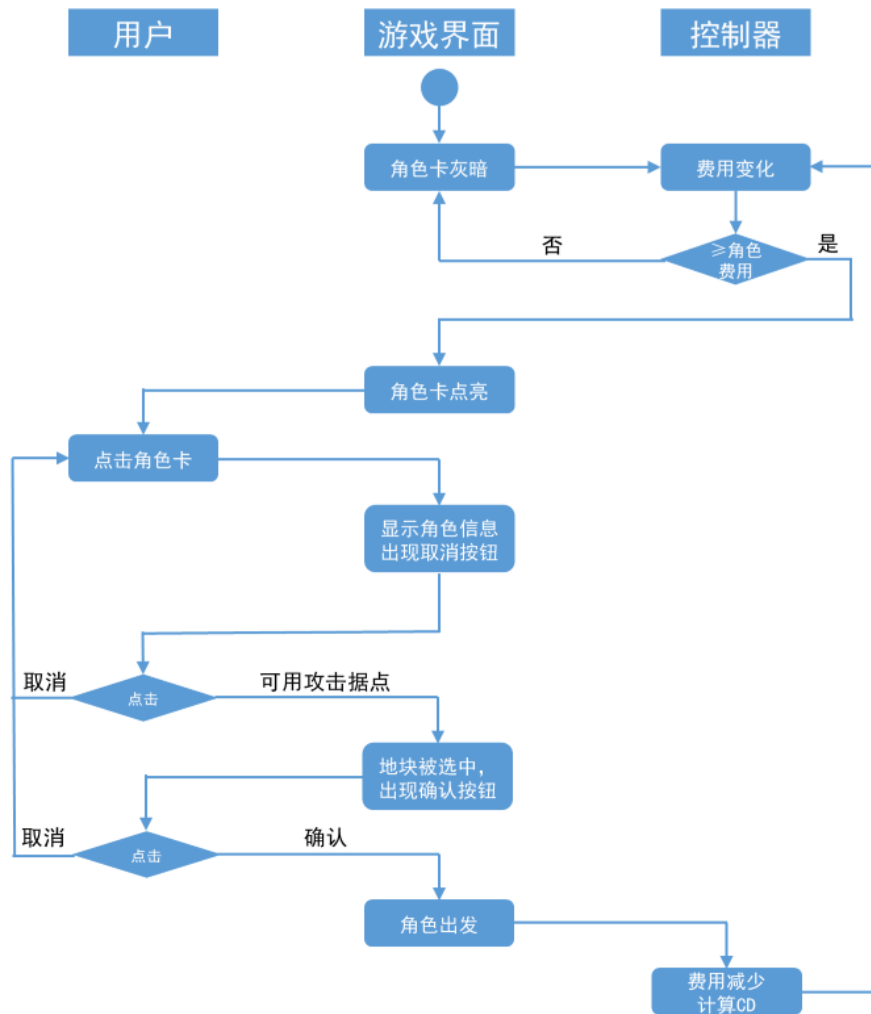 用户
游戏界面
控制器
角色卡灰暗
费用变化
否
≥角色
费用
是
角色卡点亮
点击角色卡
显示角色信息
出现取消按钮
取消
点击
可用攻击据点
地块被选中，
出现确认按钮
取消
点击
确认
角色出发
费用减少
计算CD